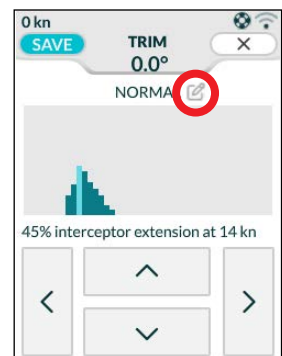 0 kn
SAVE
TRIM
0.0°
NORMA
45% interceptor extension at 14 kn